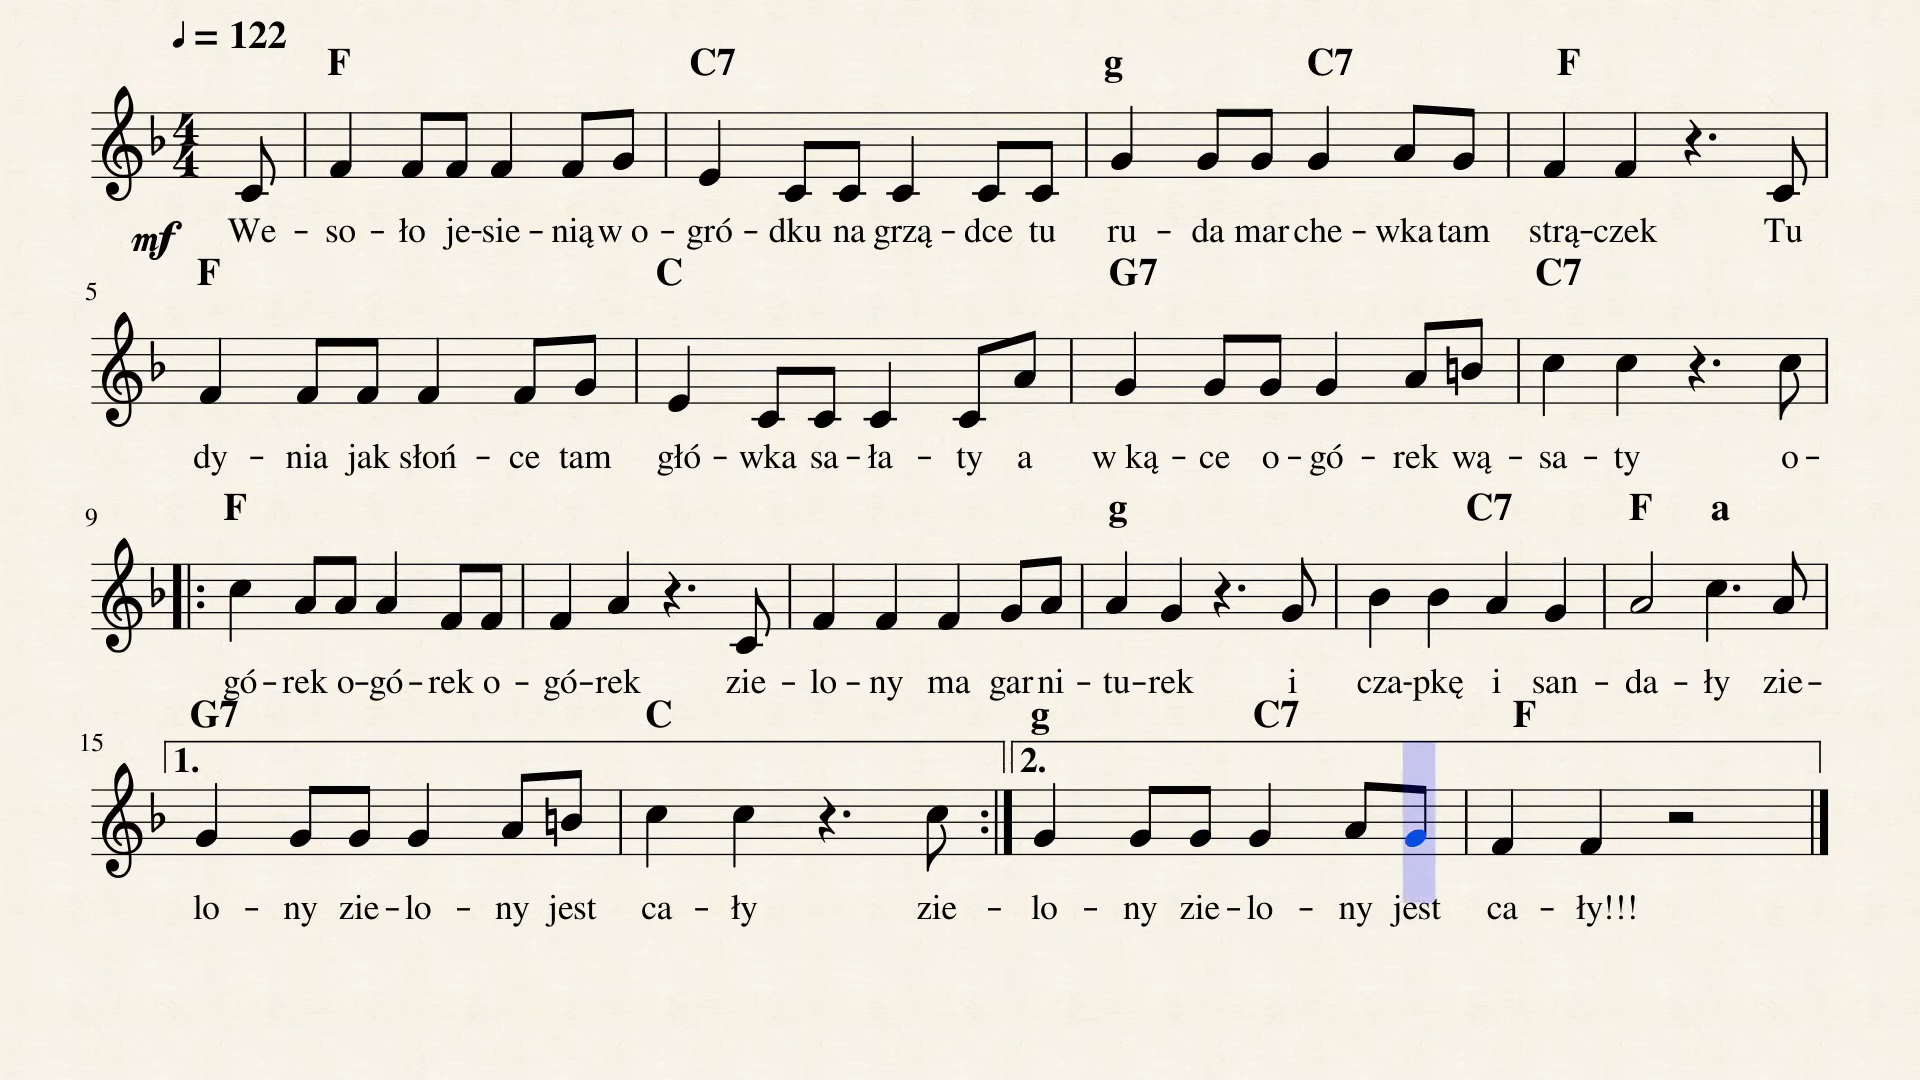 ♩ = 122
F C7 g C7 F
4
4
We - so - ło je-sie - nią w o - gró - dku na grzą - dce tu ru - da mar che - wka tam strą-czek Tu
mf
F C G7 C7
5
dy - nia jak słoń - ce tam głó - wka sa - ła - ty a w ką - ce o - gó - rek wą - sa - ty o -
F g C7 F a
9
gó - rek o-gó - rek o - gó-rek zie - lo - ny ma gar ni - tu-rek i cza-pkę i san - da - ły zie-
G7 C g C7 F
15
1. 2.
lo - ny zie - lo - ny jest ca - ły zie - lo - ny zie - lo - ny jest ca - ły!!!